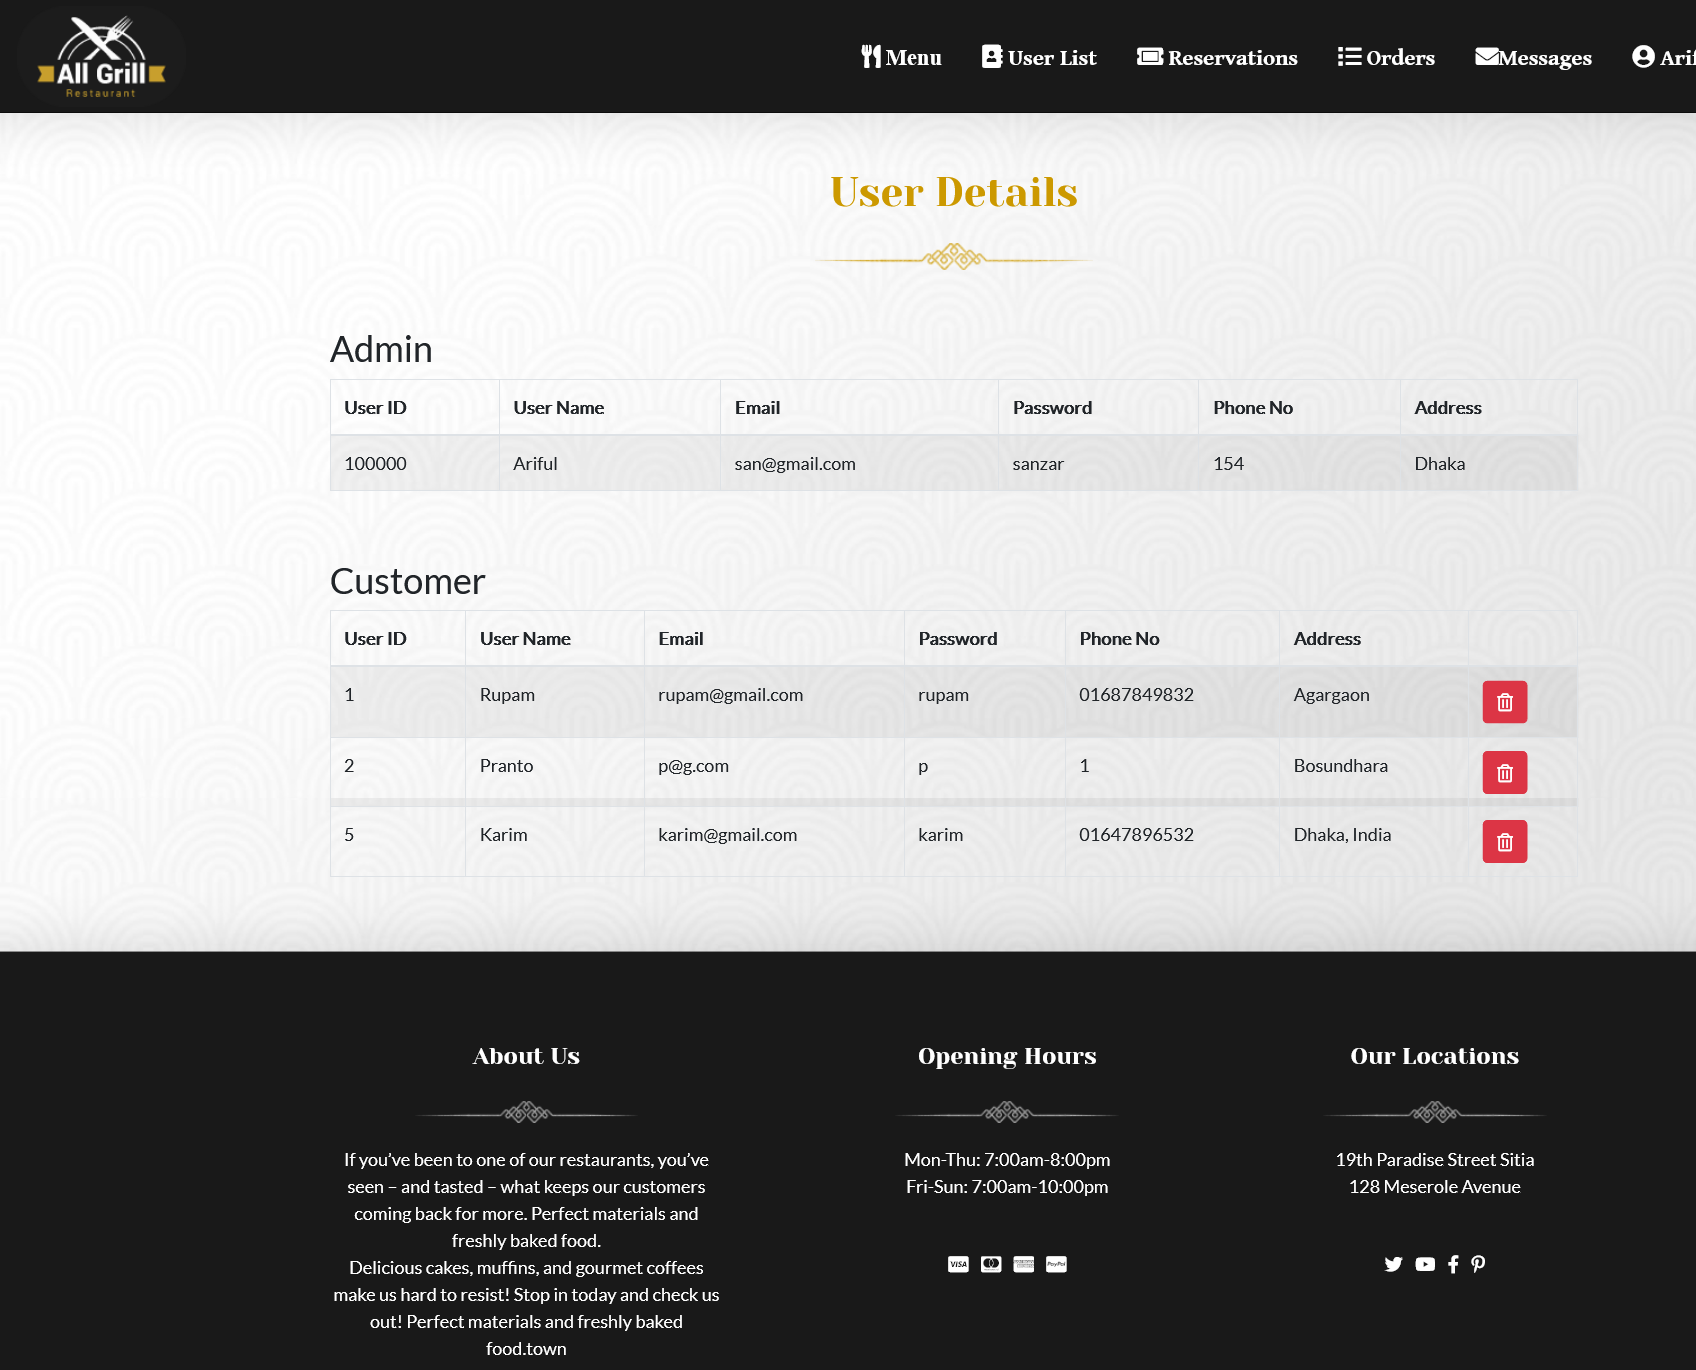 All Grill
Restaurant
Menu User List Reservations Orders Messages Arif
User Details
Admin
User ID User Name Email Password Phone No Address
100000 Ariful san@gmail.com sanzar 154 Dhaka
Customer
User ID User Name Email Password Phone No Address
1 Rupam rupam@gmail.com rupam 01687849832 Agargaon
2 Pranto p@g.com p 1 Bosundhara
5 Karim karim@gmail.com karim 01647896532 Dhaka, India
About Us
If you’ve been to one of our restaurants, you’ve
seen – and tasted – what keeps our customers
coming back for more. Perfect materials and
freshly baked food.
Delicious cakes, muffins, and gourmet coffees
make us hard to resist! Stop in today and check us
out! Perfect materials and freshly baked
food.town
Opening Hours
Mon-Thu: 7:00am-8:00pm
Fri-Sun: 7:00am-10:00pm
VISA
PayPal
Our Locations
19th Paradise Street Sitia
128 Meserole Avenue